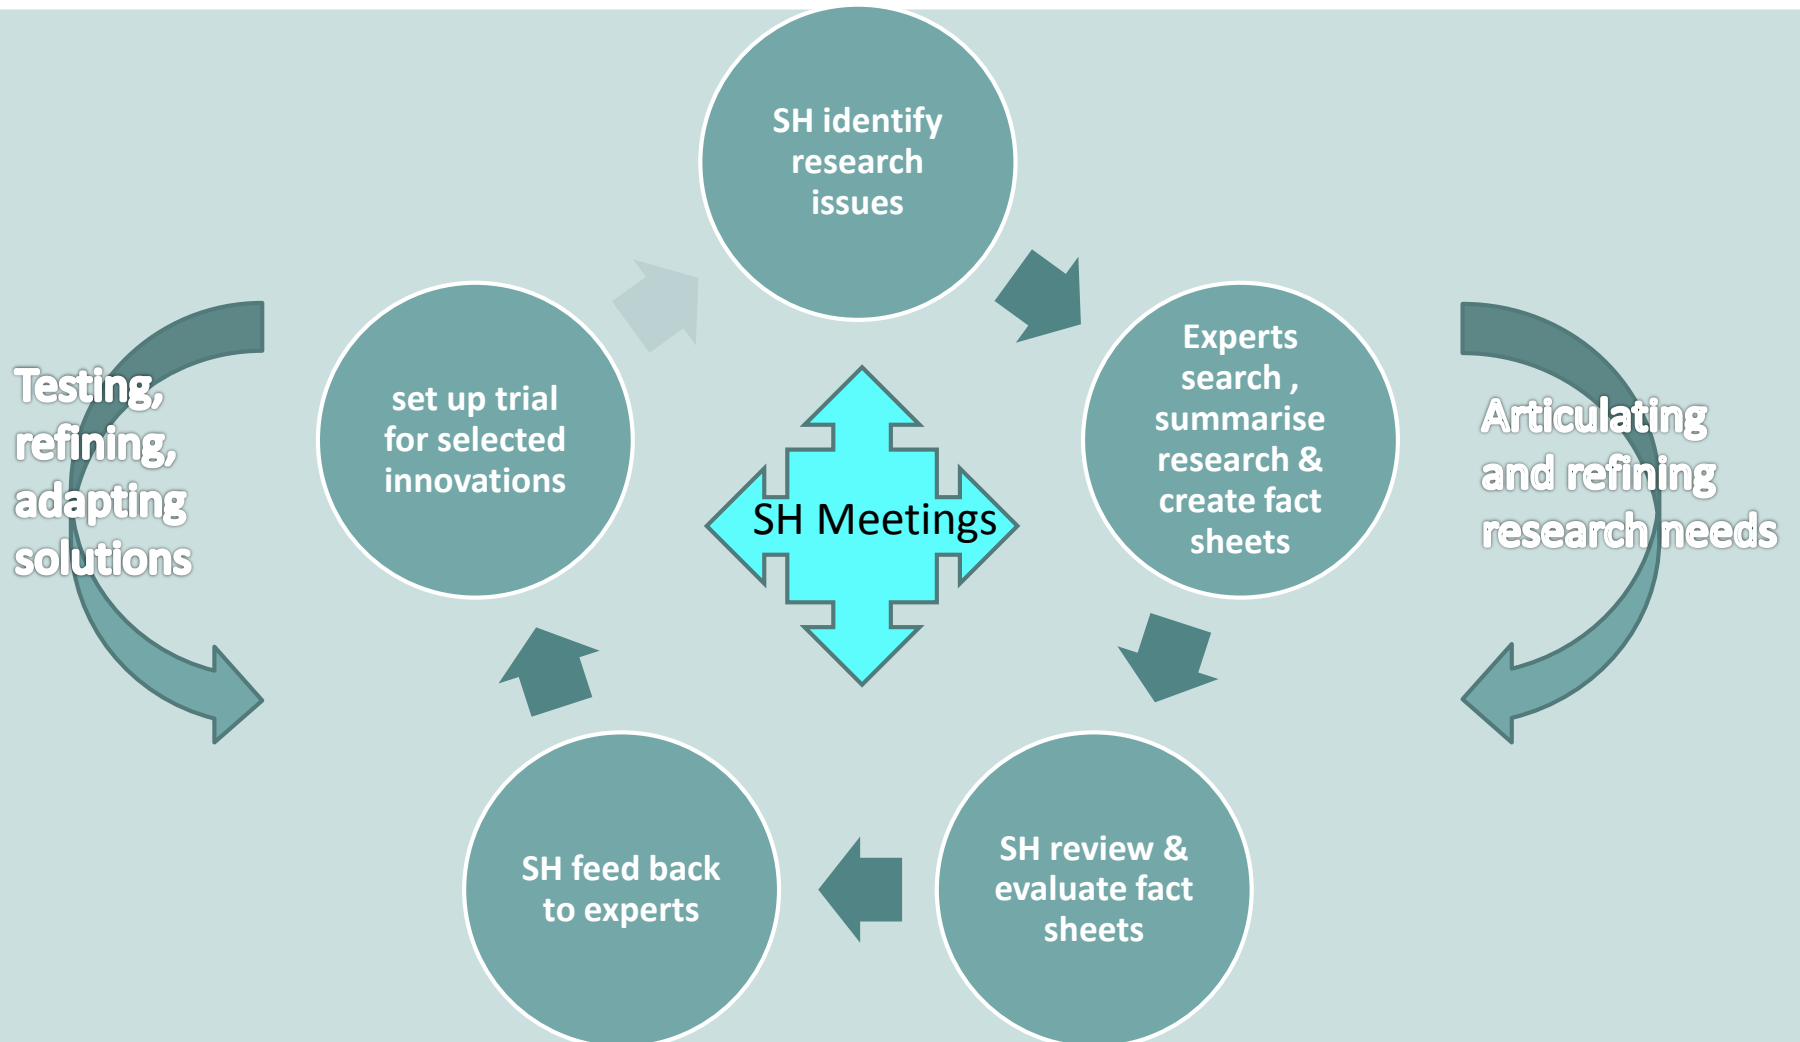 SH identify
research
issues
Experts
search ,
summarise
research &
create fact
sheets
SH review &
evaluate fact
sheets
SH feed back
to experts
set up trial
for selected
innovations
SH Meetings
Testing,
refining,
adapting
solutions
Articulating
and refining
research needs